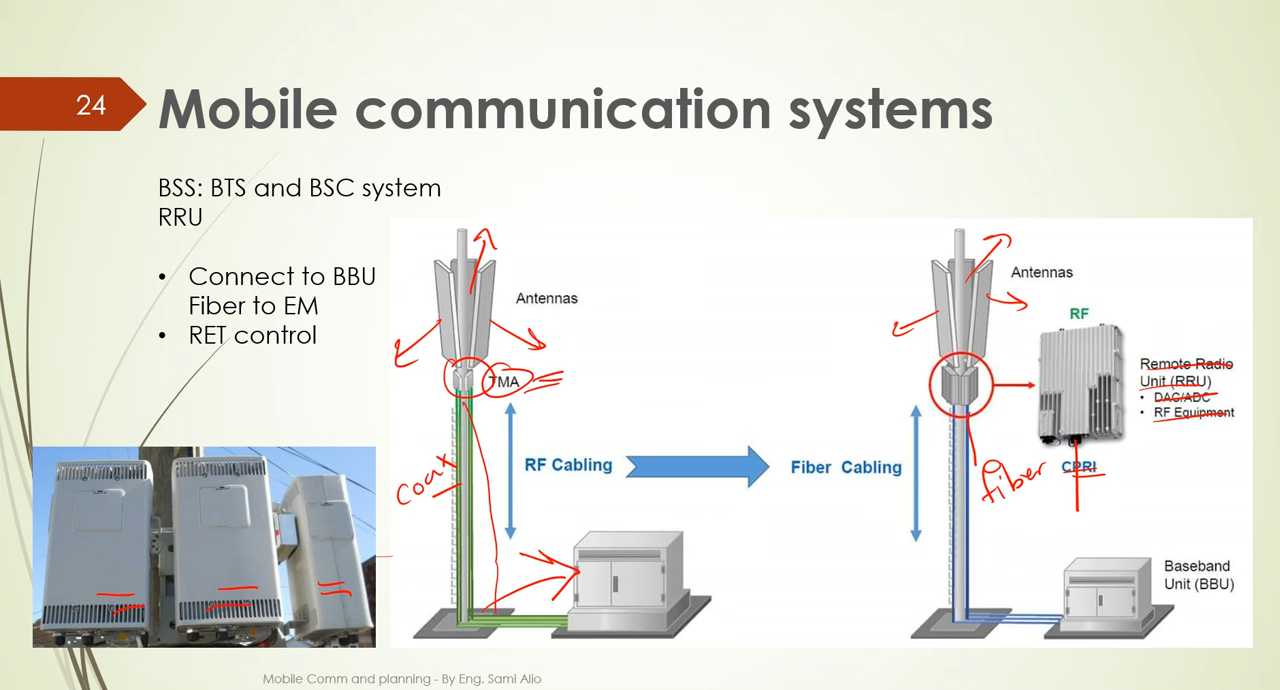 24
Mobile communication systems
BSS: BTS and BSC system
RRU
• Connect to BBU
Fiber to EM
• RET control
Antennas
TMA
RF Cabling
coax
Fiber Cabling
fiber
Antennas
RF
Remote Radio
Unit (RRU)
• DAC/ADC
• RF Equipment
CPRI
Baseband
Unit (BBU)
Mobile Comm and planning - By Eng. Sami Alio